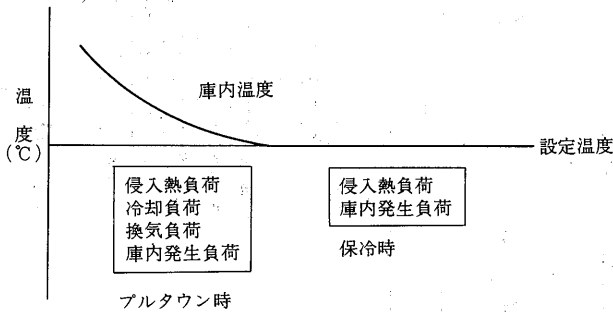 温度(℃)
庫内温度
設定温度
侵入熱負荷
冷却負荷
換気負荷
庫内発生負荷
プルタウン時
侵入熱負荷
庫内発生負荷
保冷時